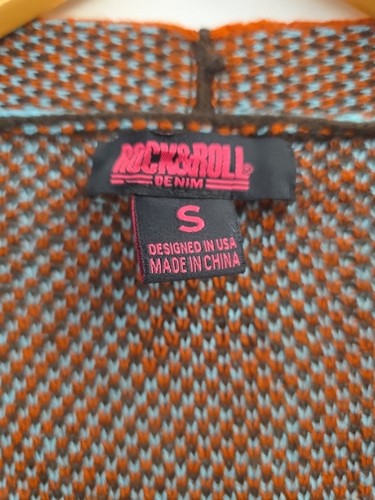 ROCK&ROLL®
DENIM
S
DESIGNED IN USA
MADE IN CHINA